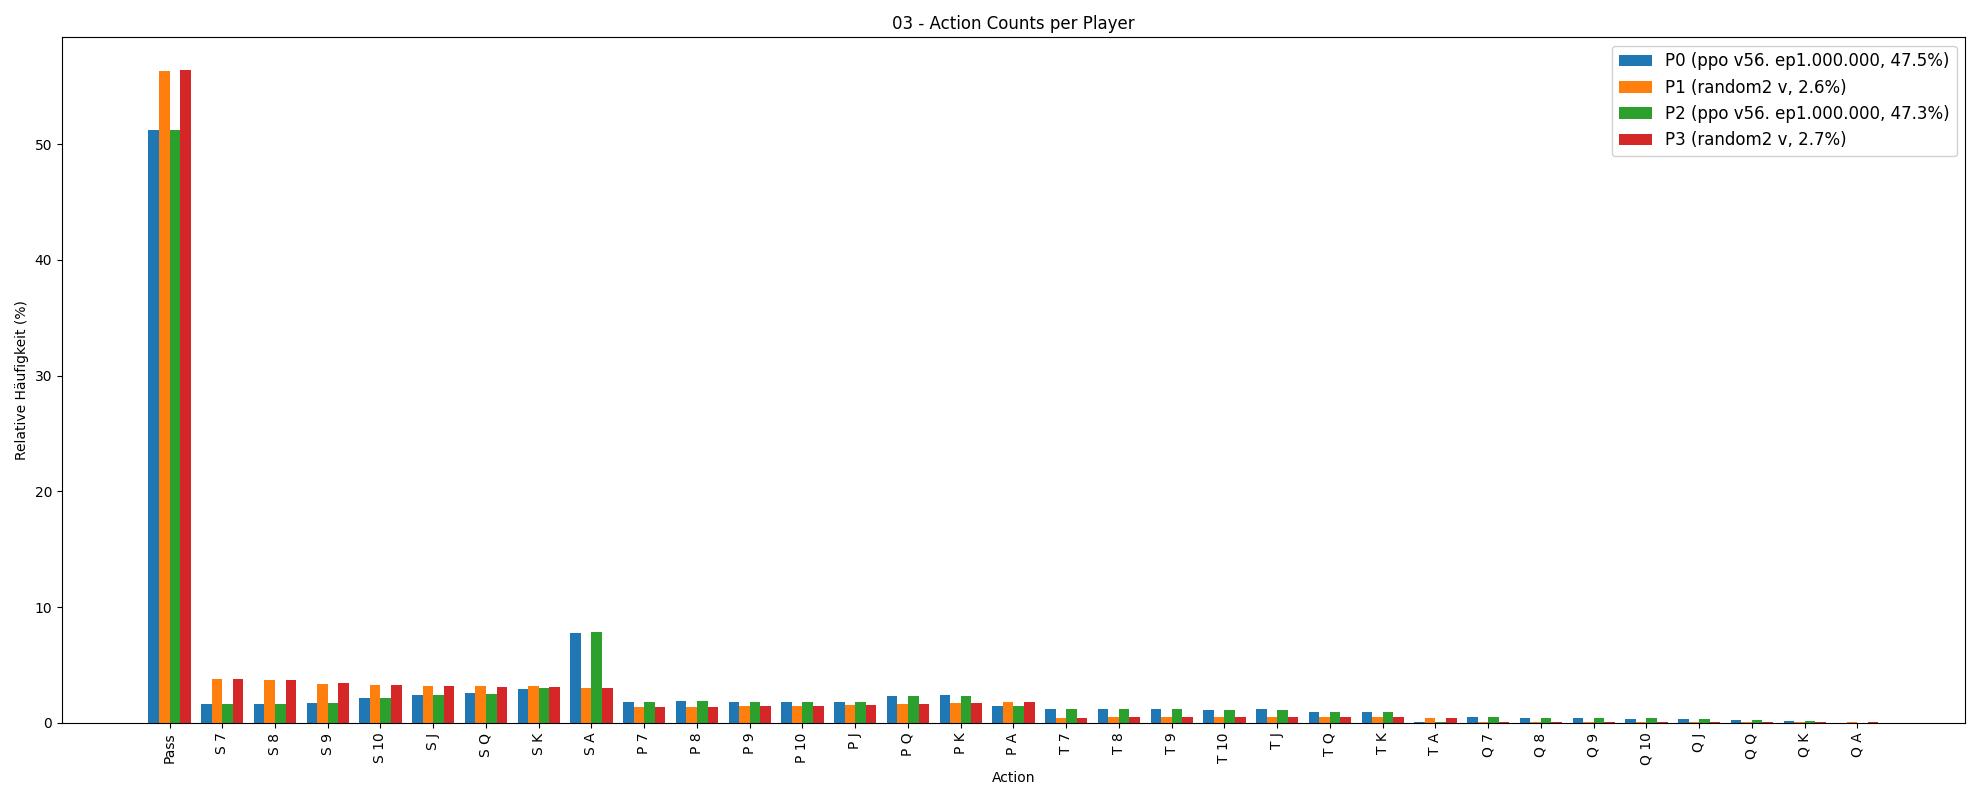 03 - Action Counts per Player
P0 (ppo v56. ep1.000.000, 47.5%)
P1 (random2 v, 2.6%)
P2 (ppo v56. ep1.000.000, 47.3%)
P3 (random2 v, 2.7%)
Relative Häufigkeit (%)
50
40
30
20
10
0
Pass
S 7
S 8
S 9
S 10
S J
S Q
S K
S A
P 7
P 8
P 9
P 10
P J
P Q
P K
P A
T 7
T 8
T 9
T 10
T J
T Q
T K
T A
Q 7
Q 8
Q 9
Q 10
Q J
Q Q
Q K
Q A
Action